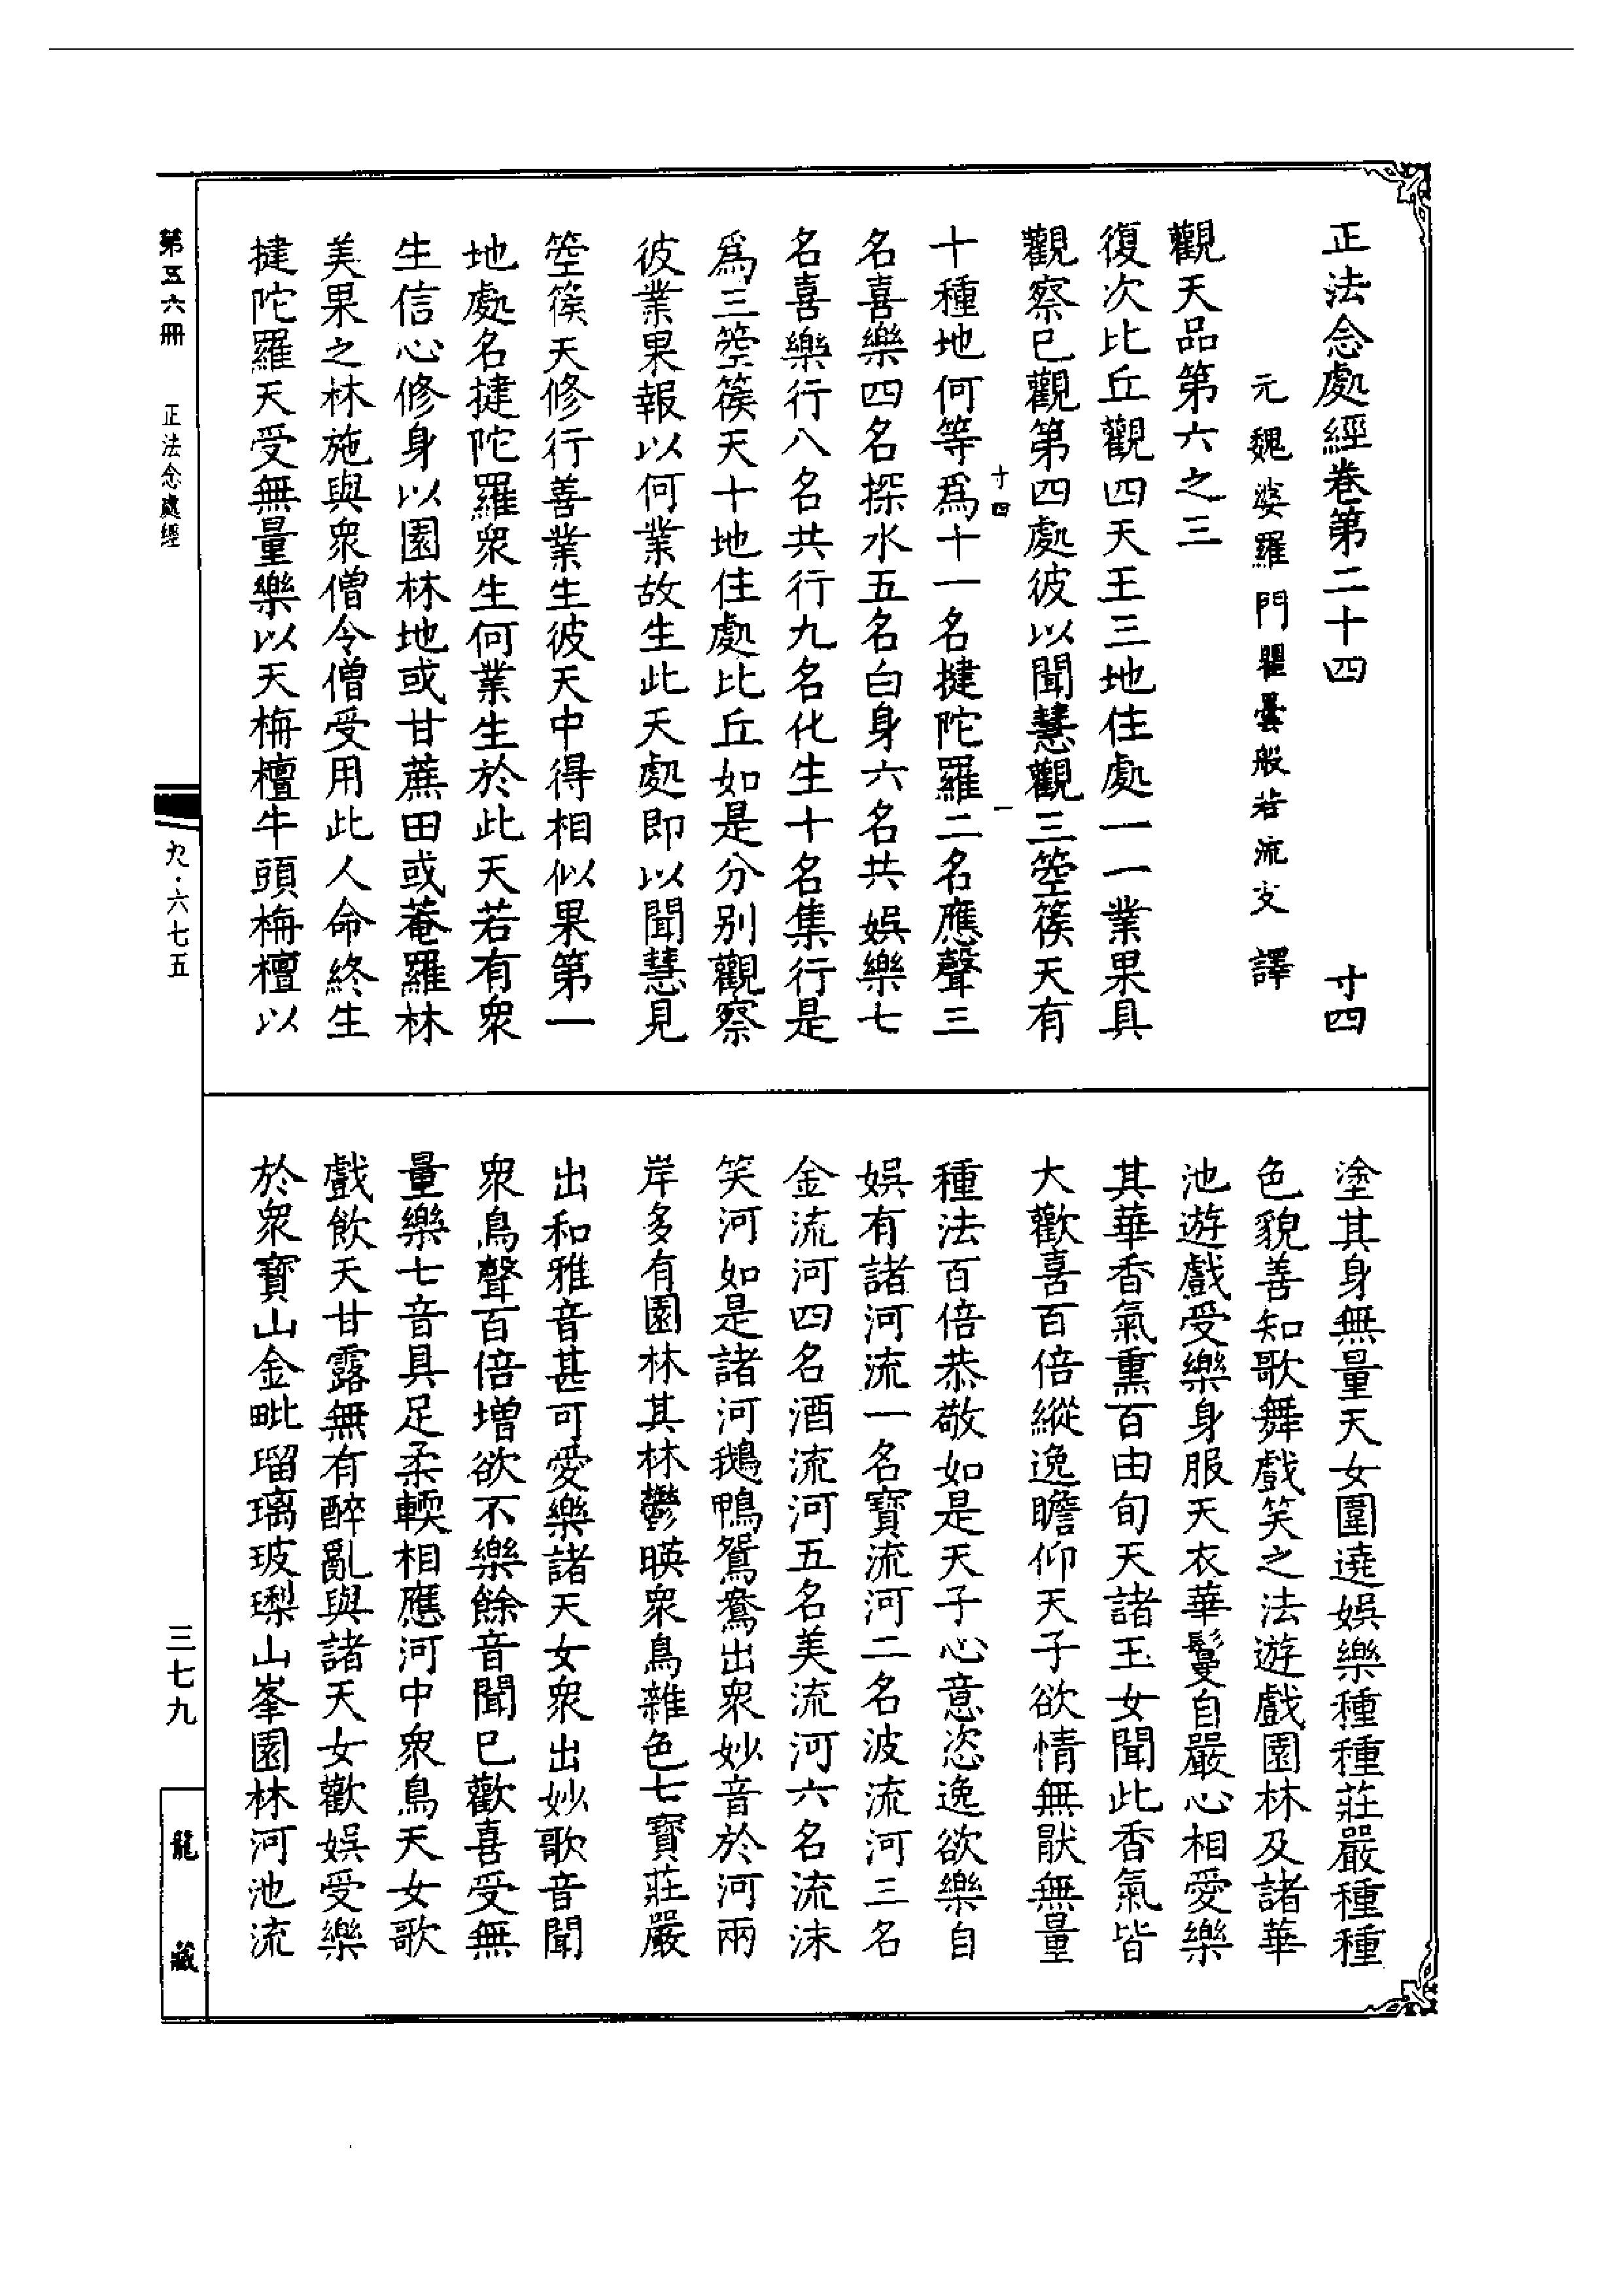 正法念處經卷第二十四 寸四
元魏婆羅門瞿曇般若流支 譯
觀天品第六之三
復次比丘觀四天王三地住處一一業果具
觀察已觀第四處彼以聞慧觀三箜篌天有
十四 一
十種地何等爲十一名揵陀羅二名應聲三
名喜樂四名探水五名白身六名共娛樂七
名喜樂行八名共行九名化生十名集行是
爲三箜篌天十地住處比丘如是分別觀察
彼業果報以何業故生此天處即以聞慧見
箜篌天修行善業生彼天中得相似果第一
地處名揵陀羅衆生何業生於此天若有衆
生信心修身以園林地或甘蔗田或菴羅林
美果之林施與衆僧令僧受用此人命終生
揵陀羅天受無量樂以天栴檀牛頭栴檀以
塗其身無量天女圍遶娛樂種種莊嚴種種
色貌善知歌舞戲笑之法遊戲園林及諸華
池遊戲受樂身服天衣華鬘自嚴心相愛樂
其華香氣熏百由旬天諸玉女聞此香氣皆
大歡喜百倍縱逸瞻仰天子欲情無猒無量
種法百倍恭敬如是天子心意恣逸欲樂自
娛有諸河流一名寶流河二名波流河三名
金流河四名酒流河五名美流河六名流沫
笑河如是諸河鵝鴨鴛鴦出衆妙音於河兩
岸多有園林其林鬱暎衆鳥雜色七寶莊嚴
出和雅音甚可愛樂諸天女衆出妙歌音聞
衆鳥聲百倍增欲不樂餘音聞已歡喜受無
量樂七音具足柔輭相應河中衆鳥天女歌
戲飲天甘露無有醉亂與諸天女歡娛受樂
於衆寶山金毗瑠璃玻瓈山峯園林河池流
第五六冊 正法念處經 九·六七五 三七九 龍藏